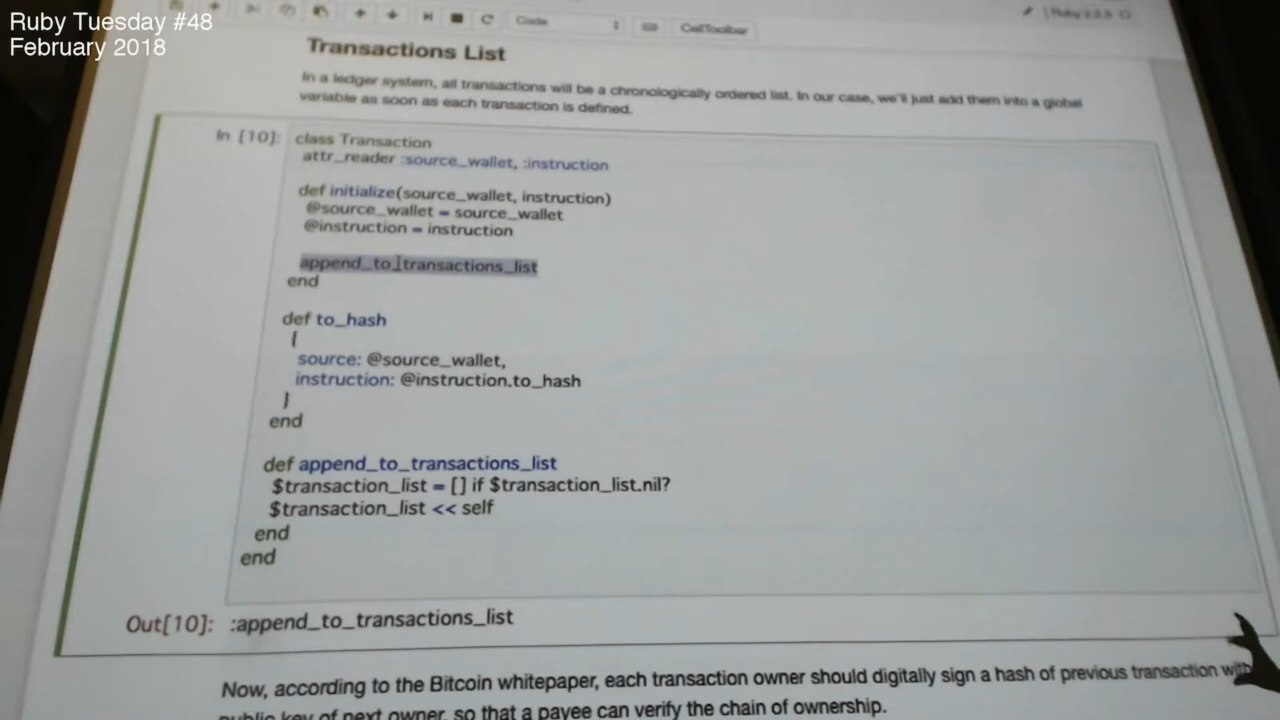 Ruby Tuesday #48
February 2018
Code
CellToolbar
Transactions List
In a ledger system, all transactions will be a chronologically ordered list. In our case, we'll just add them into a global
variable as soon as each transaction is defined.
In [10]: class Transaction
attr_reader :source_wallet, :instruction
def initialize(source_wallet, instruction)
@source_wallet = source_wallet
@instruction = instruction
append_to_transactions_list
end
def to_hash
{
source: @source_wallet,
instruction: @instruction.to_hash
}
end
def append_to_transactions_list
$transaction_list = [] if $transaction_list.nil?
$transaction_list << self
end
end
Out[10]: :append_to_transactions_list
Now, according to the Bitcoin whitepaper, each transaction owner should digitally sign a hash of previous transaction with
public key of next owner, so that a payee can verify the chain of ownership.